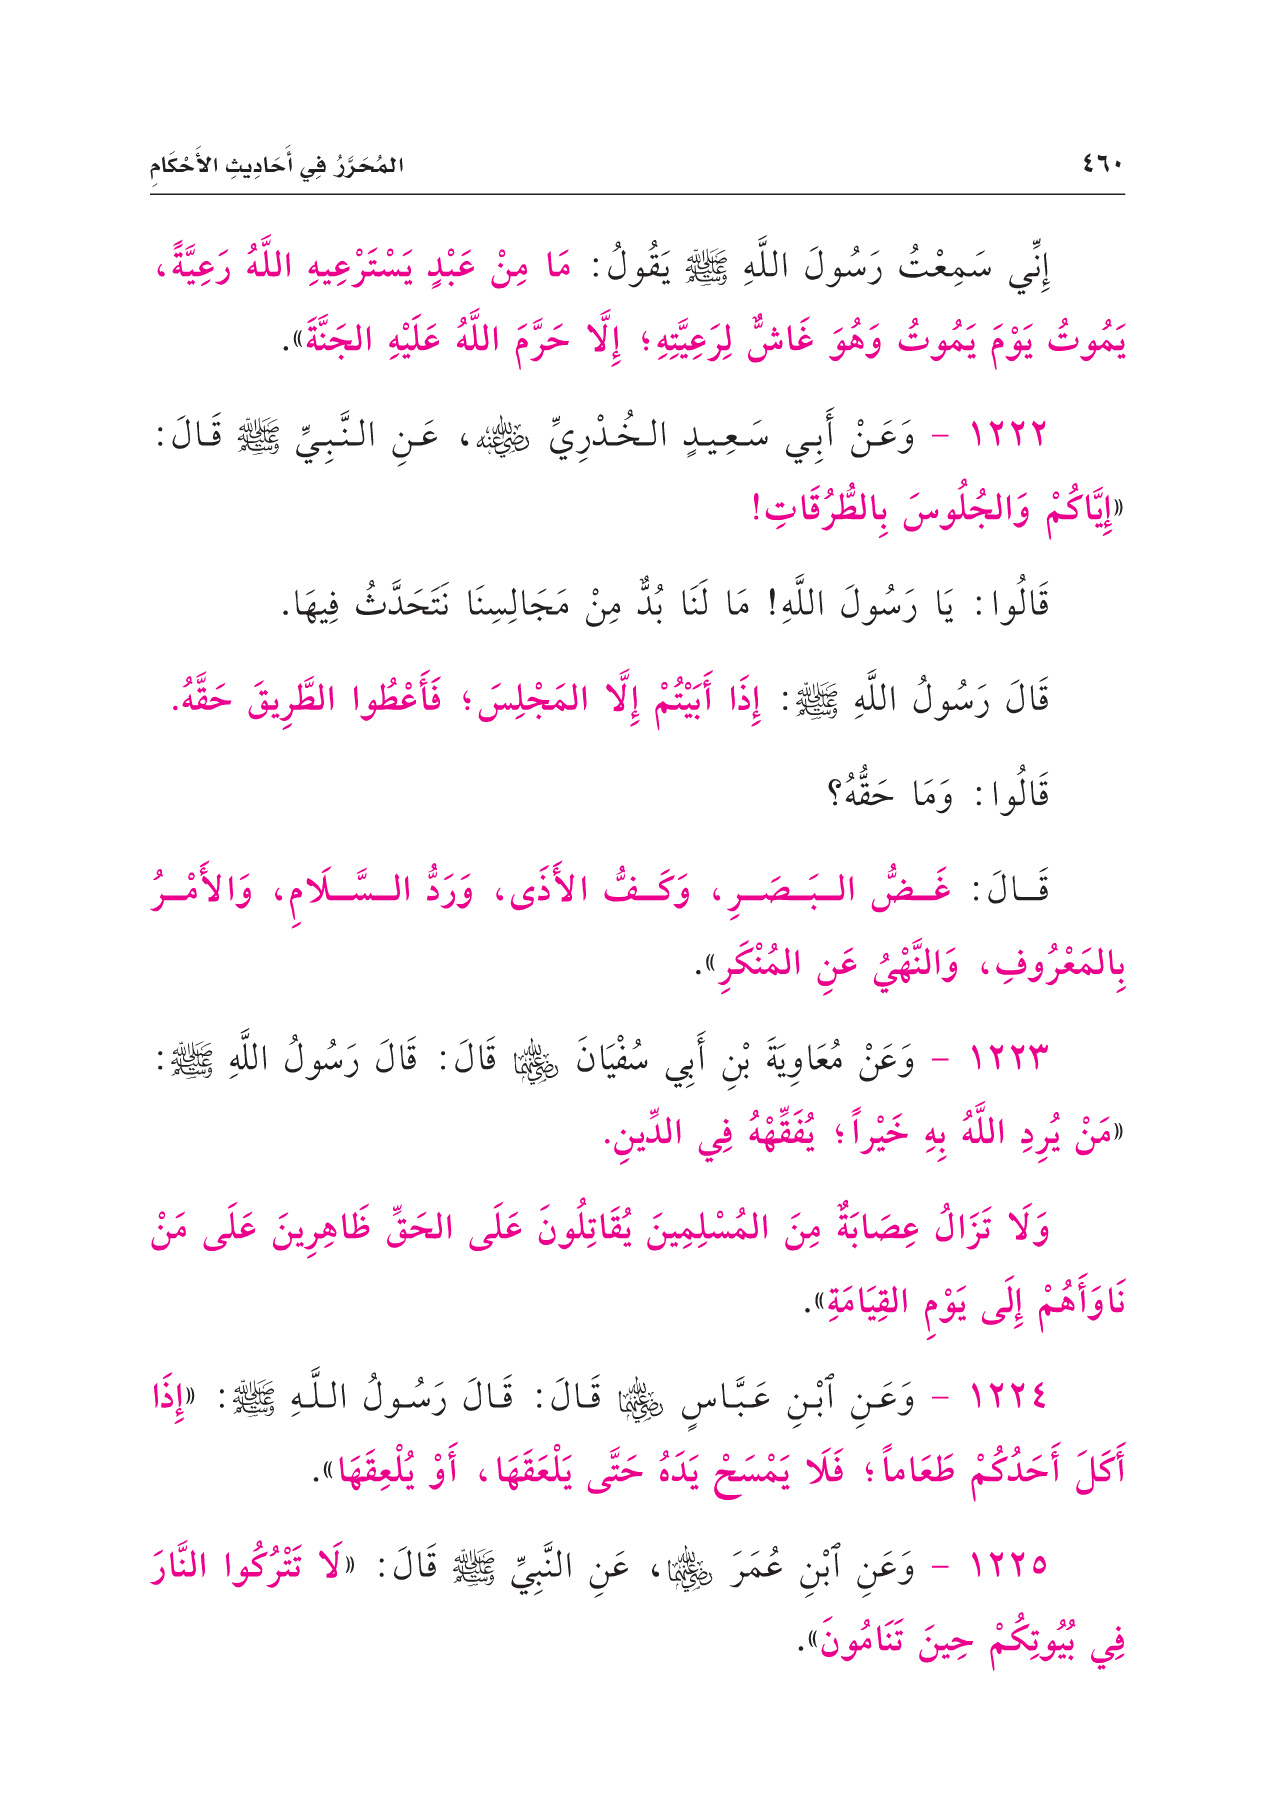 ٤٦٠
المُحَرَّرُ فِي أَحَادِيثِ الأَحْكَامِ
إِنِّي سَمِعْتُ رَسُولَ اللَّهِ ﷺ يَقُولُ: مَا مِنْ عَبْدٍ يَسْتَرْعِيهِ اللَّهُ رَعِيَّةً،
يَمُوتُ يَوْمَ يَمُوتُ وَهُوَ غَاشٌّ لِرَعِيَّتِهِ؛ إِلَّا حَرَّمَ اللَّهُ عَلَيْهِ الجَنَّةَ».
١٢٢٢ - وَعَنْ أَبِي سَعِيدٍ الخُدْرِيِّ رضي الله عنه، عَنِ النَّبِيِّ ﷺ قَالَ:
«إِيَّاكُمْ وَالجُلُوسَ بِالطُّرُقَاتِ!
قَالُوا: يَا رَسُولَ اللَّهِ! مَا لَنَا بُدٌّ مِنْ مَجَالِسِنَا نَتَحَدَّثُ فِيهَا.
قَالَ رَسُولُ اللَّهِ ﷺ: إِذَا أَبَيْتُمْ إِلَّا المَجْلِسَ؛ فَأَعْطُوا الطَّرِيقَ حَقَّهُ.
قَالُوا: وَمَا حَقُّهُ؟
قَالَ: غَضُّ البَصَرِ، وَكَفُّ الأَذَى، وَرَدُّ السَّلَامِ، وَالأَمْرُ
بِالمَعْرُوفِ، وَالنَّهْيُ عَنِ المُنْكَرِ».
١٢٢٣ - وَعَنْ مُعَاوِيَةَ بْنِ أَبِي سُفْيَانَ رضي الله عنهما قَالَ: قَالَ رَسُولُ اللَّهِ ﷺ:
«مَنْ يُرِدِ اللَّهُ بِهِ خَيْراً؛ يُفَقِّهْهُ فِي الدِّينِ.
وَلَا تَزَالُ عِصَابَةٌ مِنَ المُسْلِمِينَ يُقَاتِلُونَ عَلَى الحَقِّ ظَاهِرِينَ عَلَى مَنْ
نَاوَأَهُمْ إِلَى يَوْمِ القِيَامَةِ».
١٢٢٤ - وَعَنِ ٱبْنِ عَبَّاسٍ رضي الله عنهما قَالَ: قَالَ رَسُولُ اللَّهِ ﷺ: «إِذَا
أَكَلَ أَحَدُكُمْ طَعَاماً؛ فَلَا يَمْسَحْ يَدَهُ حَتَّى يَلْعَقَهَا، أَوْ يُلْعِقَهَا».
١٢٢٥ - وَعَنِ ٱبْنِ عُمَرَ رضي الله عنهما، عَنِ النَّبِيِّ ﷺ قَالَ: «لَا تَتْرُكُوا النَّارَ
فِي بُيُوتِكُمْ حِينَ تَنَامُونَ».